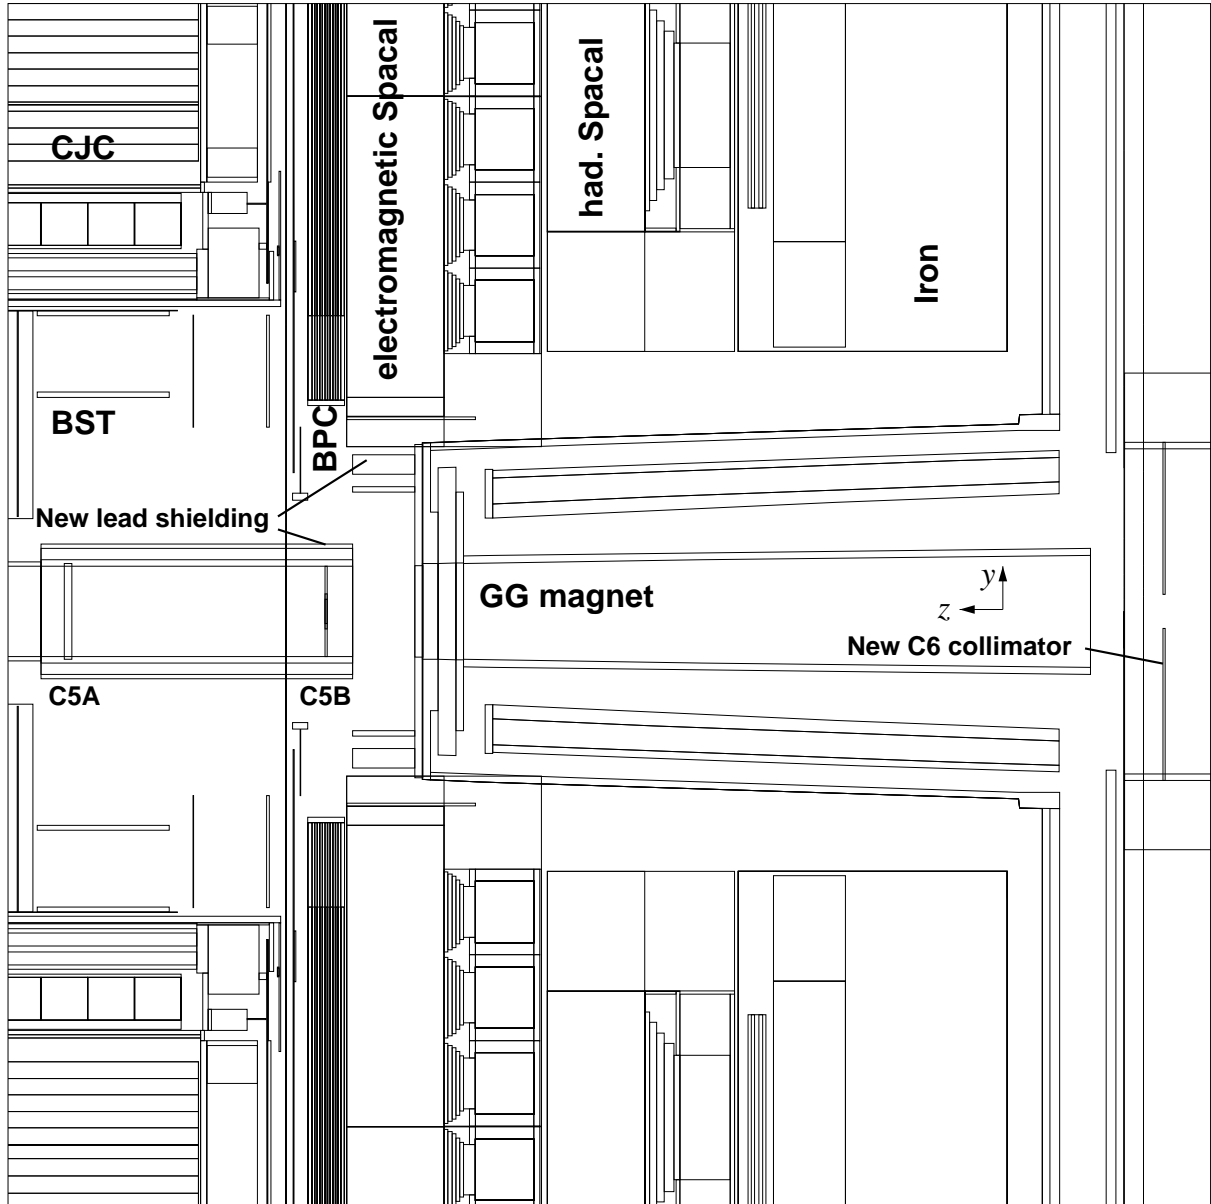 CJC
electromagnetic Spacal
had. Spacal
Iron
BST
BPC
New lead shielding
GG magnet
y
z
New C6 collimator
C5A
C5B